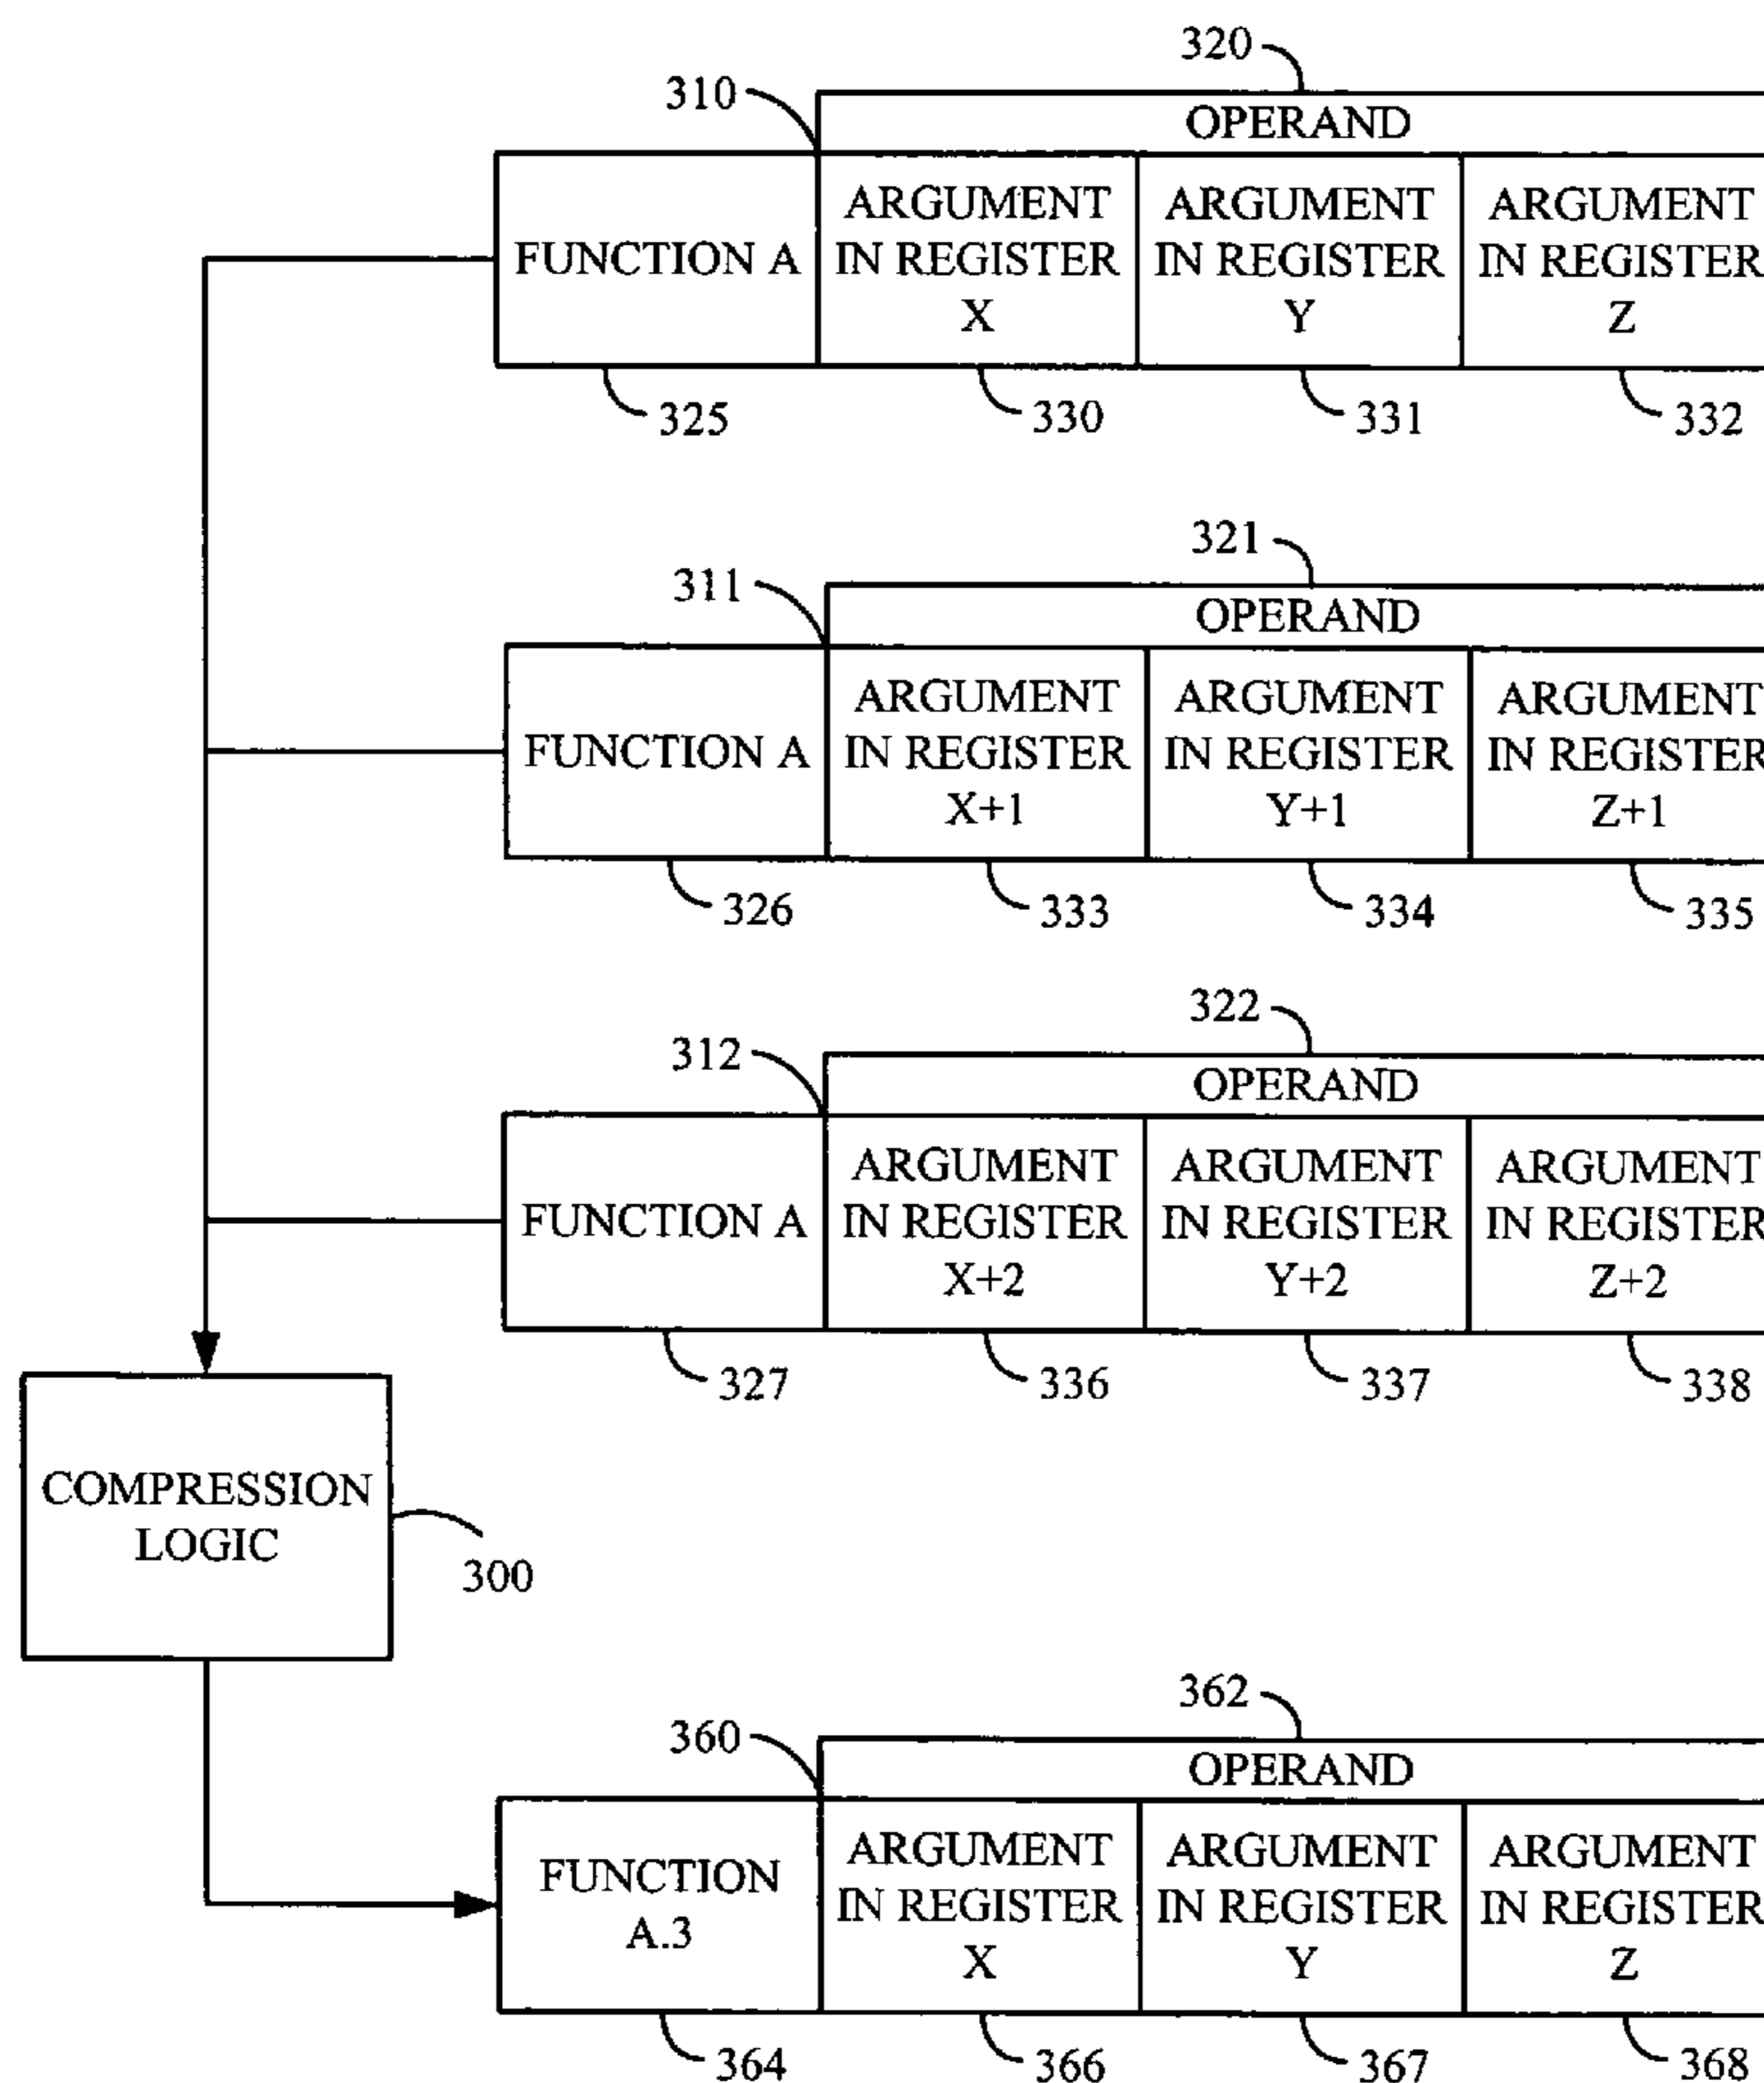 320
310
OPERAND
FUNCTION A
ARGUMENT
IN REGISTER
X
ARGUMENT
IN REGISTER
Y
ARGUMENT
IN REGISTER
Z
325
330
331
332
321
311
OPERAND
FUNCTION A
ARGUMENT
IN REGISTER
X+1
ARGUMENT
IN REGISTER
Y+1
ARGUMENT
IN REGISTER
Z+1
326
333
334
335
322
312
OPERAND
FUNCTION A
ARGUMENT
IN REGISTER
X+2
ARGUMENT
IN REGISTER
Y+2
ARGUMENT
IN REGISTER
Z+2
327
336
337
338
COMPRESSION
LOGIC
300
362
360
OPERAND
FUNCTION
A.3
ARGUMENT
IN REGISTER
X
ARGUMENT
IN REGISTER
Y
ARGUMENT
IN REGISTER
Z
364
366
367
368